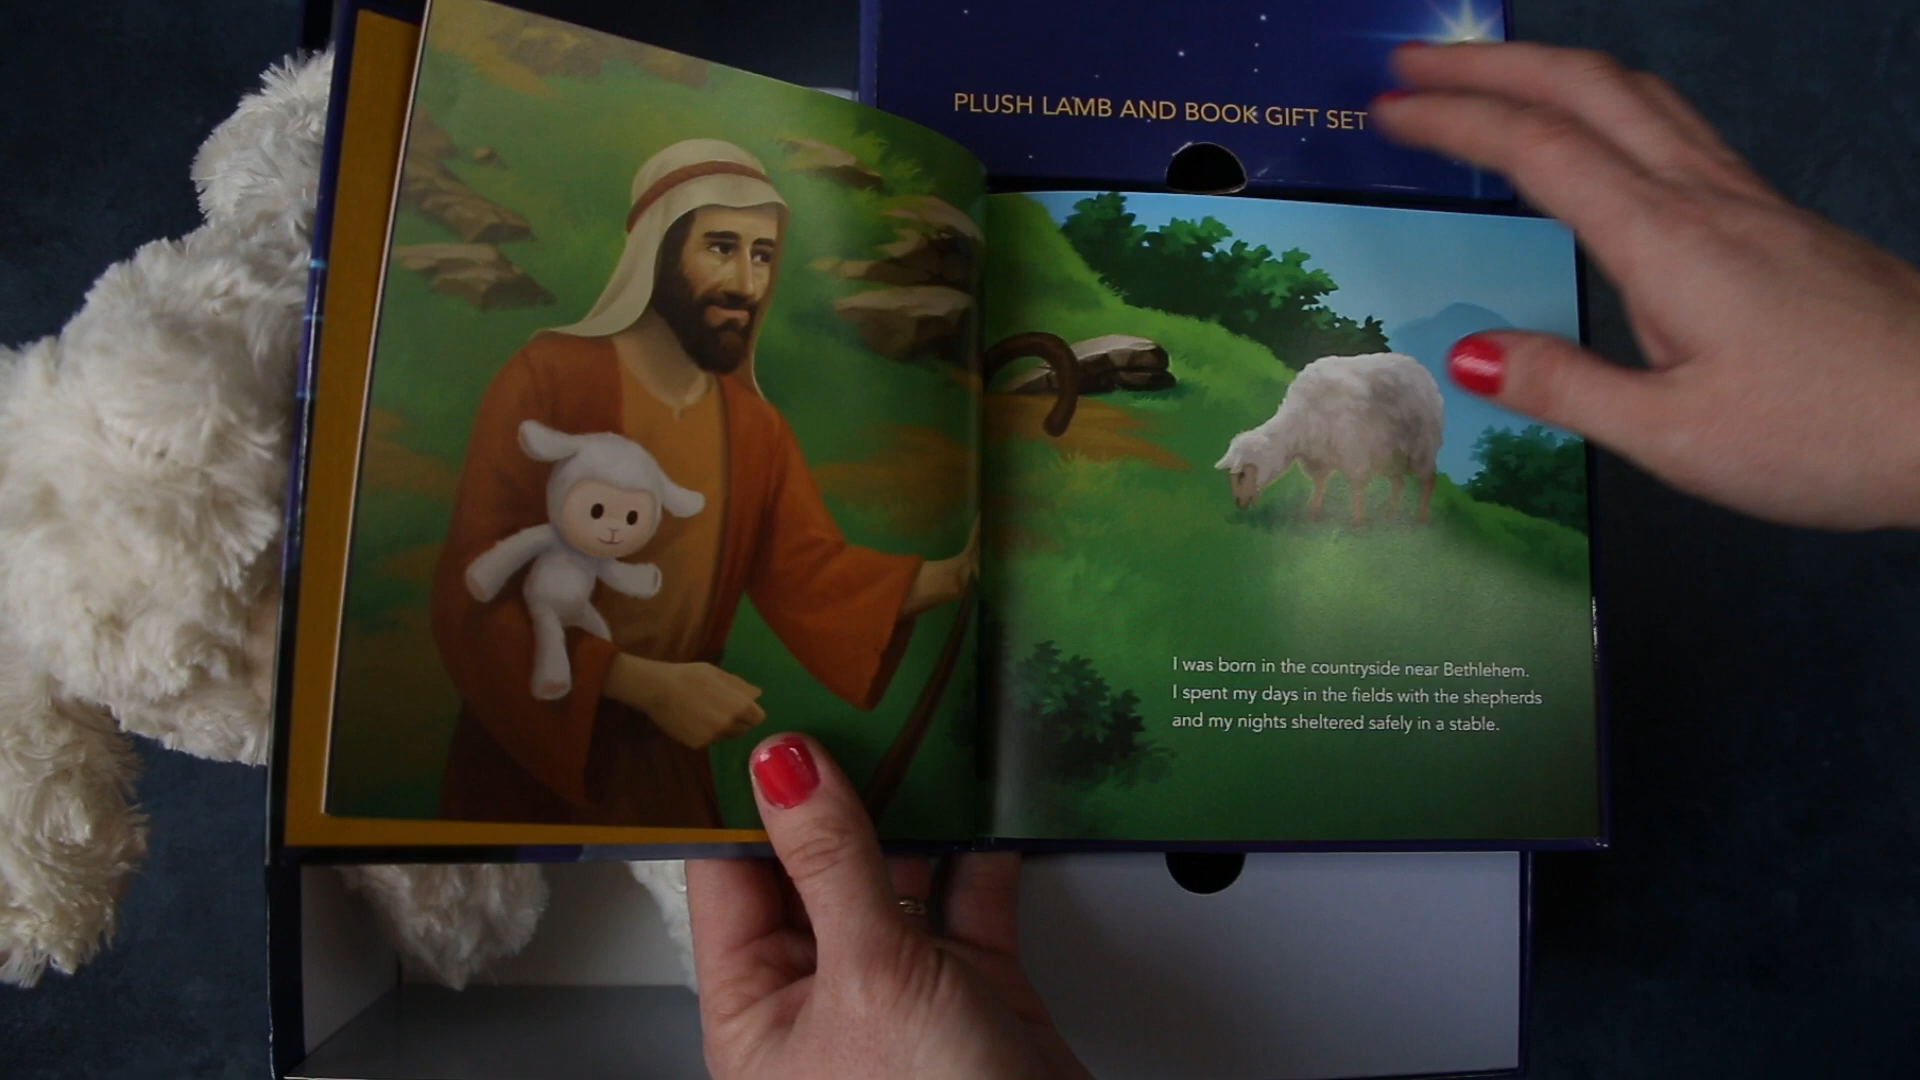 PLUSH LAMB AND BOOK GIFT SET
I was born in the countryside near Bethlehem.
I spent my days in the fields with the shepherds
and my nights sheltered safely in a stable.